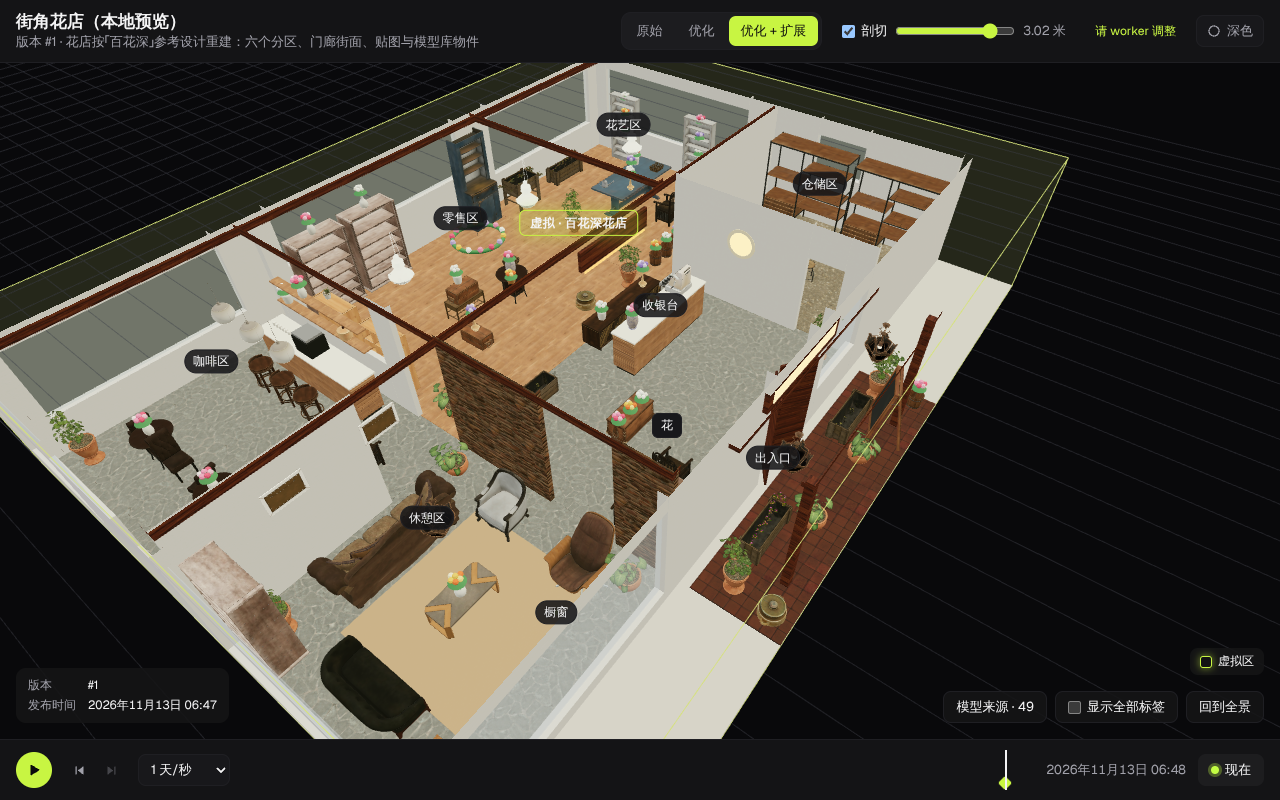 街角花店（本地预览）
版本 #1 · 花店按「百花深」参考设计重建：六个分区、门廊街面、贴图与模型库物件
原始
优化
优化 + 扩展
剖切
3.02 米
请 worker 调整
深色
花艺区
仓储区
零售区
虚拟 · 百花深花店
收银台
咖啡区
花
出入口
休憩区
橱窗
虚拟区
版本 #1
发布时间 2026年11月13日 06:47
模型来源 · 49
显示全部标签
回到全景
1 天/秒
2026年11月13日 06:48
现在